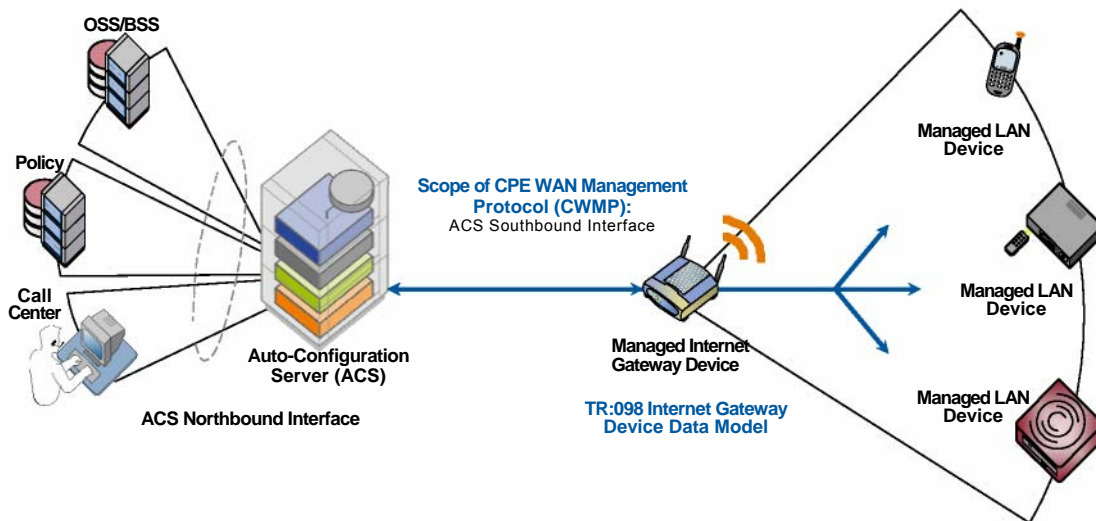 OSS/BSS
Policy
Call
Center
ACS Northbound Interface
Auto-Configuration
Server (ACS)
Scope of CPE WAN Management
Protocol (CWMP):
ACS Southbound Interface
Managed Internet
Gateway Device
TR:098 Internet Gateway
Device Data Model
Managed LAN
Device
Managed LAN
Device
Managed LAN
Device